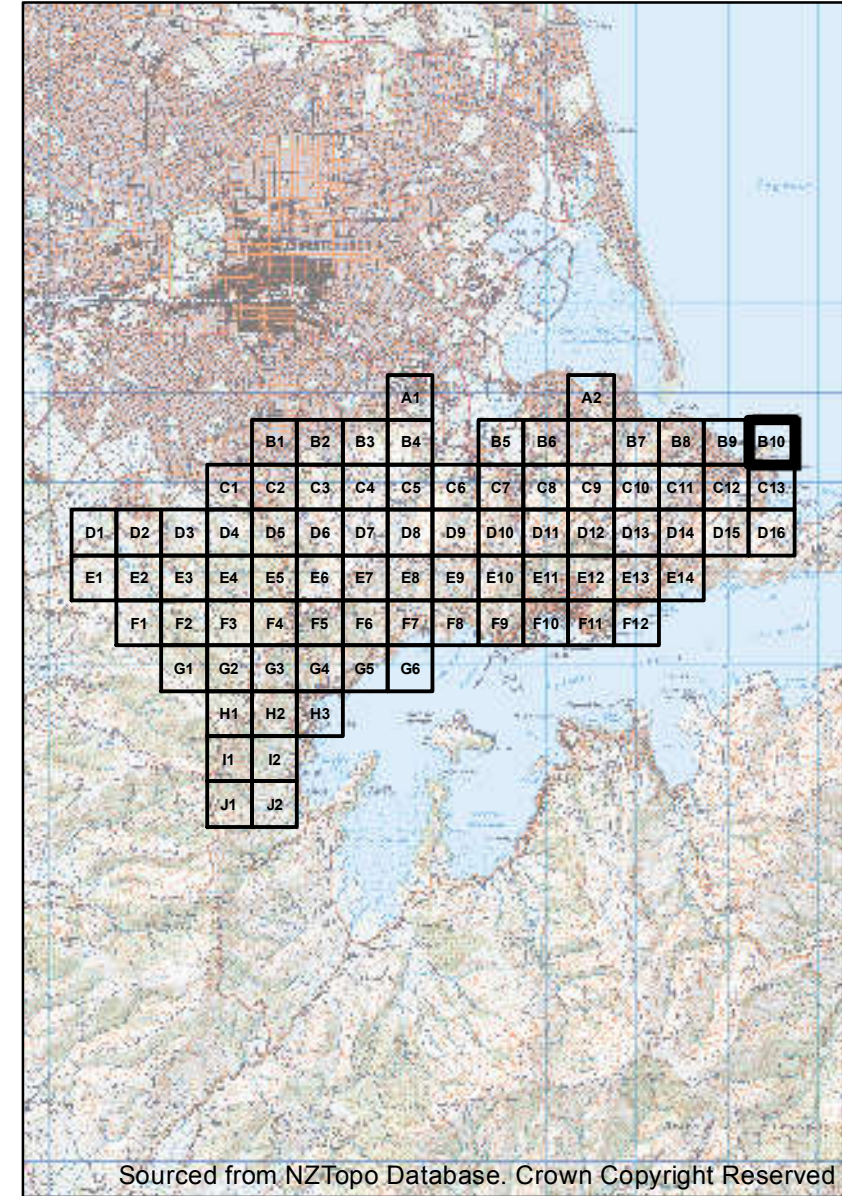 A1 A2
B1 B2 B3 B4 B5 B6 B7 B8 B9 B10
C1 C2 C3 C4 C5 C6 C7 C8 C9 C10 C11 C12 C13
D1 D2 D3 D4 D5 D6 D7 D8 D9 D10 D11 D12 D13 D14 D15 D16
E1 E2 E3 E4 E5 E6 E7 E8 E9 E10 E11 E12 E13 E14
F1 F2 F3 F4 F5 F6 F7 F8 F9 F10 F11 F12
G1 G2 G3 G4 G5 G6
H1 H2 H3
I1 I2
J1 J2
Sourced from NZTopo Database. Crown Copyright Reserved